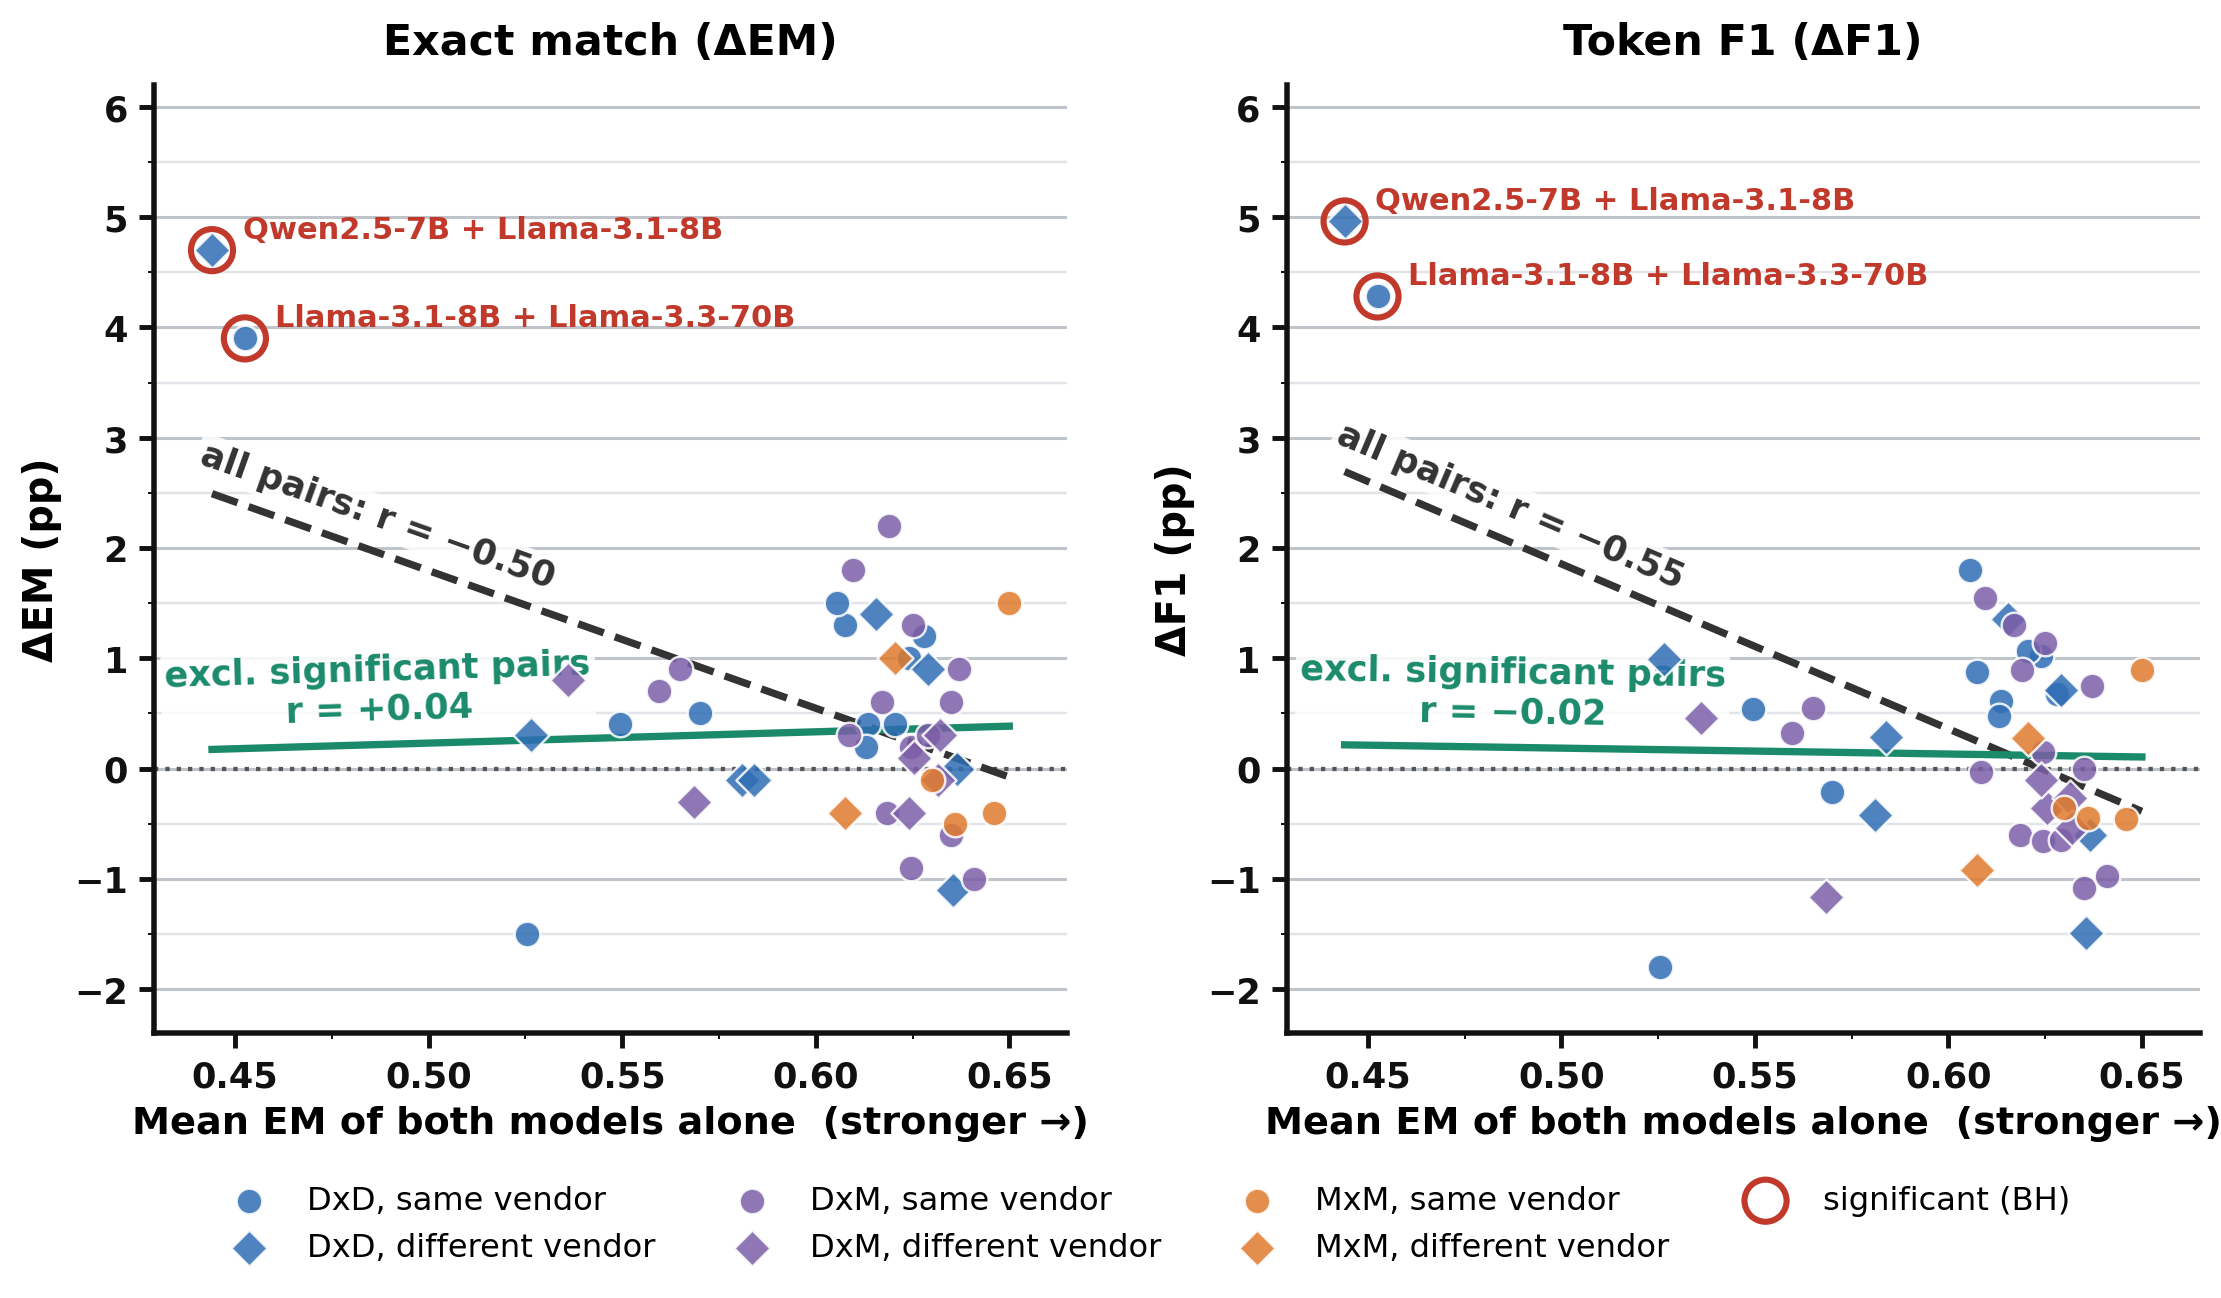 Exact match (ΔEM)
6
5
4
3
2
1
0
−1
−2
ΔEM (pp)
Qwen2.5-7B + Llama-3.1-8B
Llama-3.1-8B + Llama-3.3-70B
all pairs: r = −0.50
excl. significant pairs
r = +0.04
0.45 0.50 0.55 0.60 0.65
Mean EM of both models alone (stronger →)
Token F1 (ΔF1)
6
5
4
3
2
1
0
−1
−2
ΔF1 (pp)
Qwen2.5-7B + Llama-3.1-8B
Llama-3.1-8B + Llama-3.3-70B
all pairs: r = −0.55
excl. significant pairs
r = −0.02
0.45 0.50 0.55 0.60 0.65
Mean EM of both models alone (stronger →)
DxD, same vendor
DxD, different vendor
DxM, same vendor
DxM, different vendor
MxM, same vendor
MxM, different vendor
significant (BH)